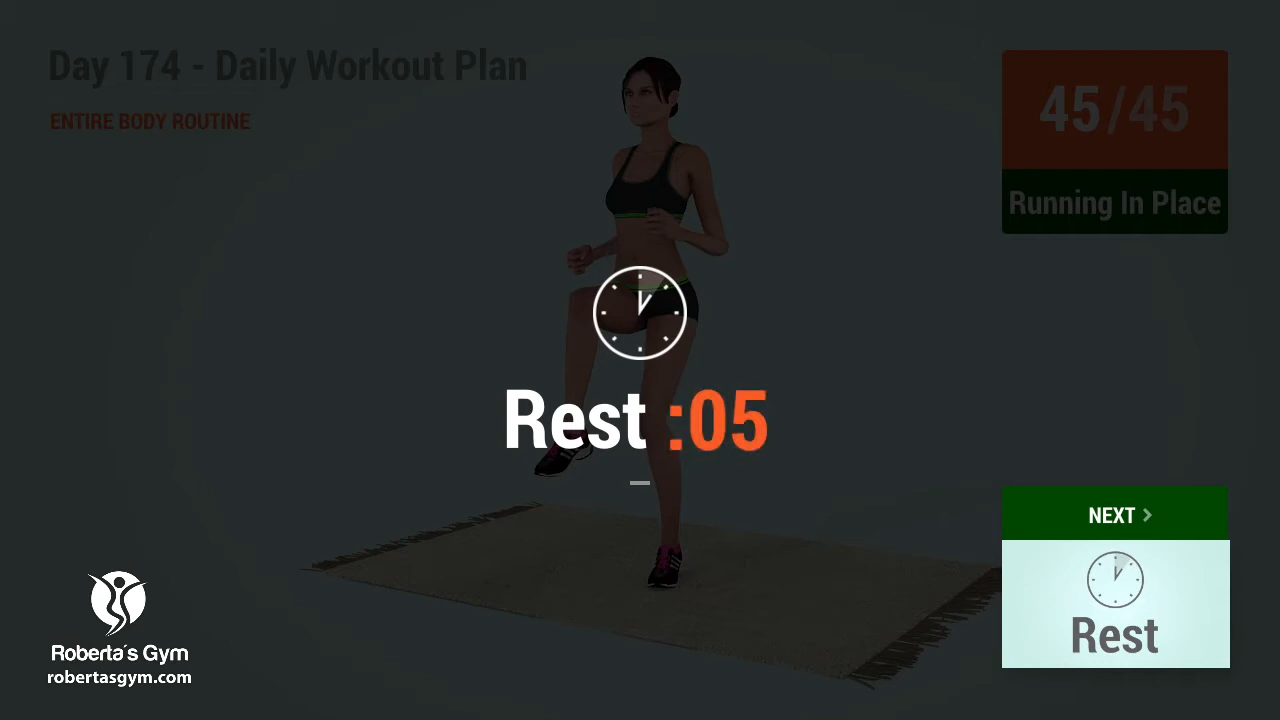 Day 174 - Daily Workout Plan
ENTIRE BODY ROUTINE
45/45
Running In Place
Rest :05
NEXT >
Rest
Roberta´s Gym
robertasgym.com